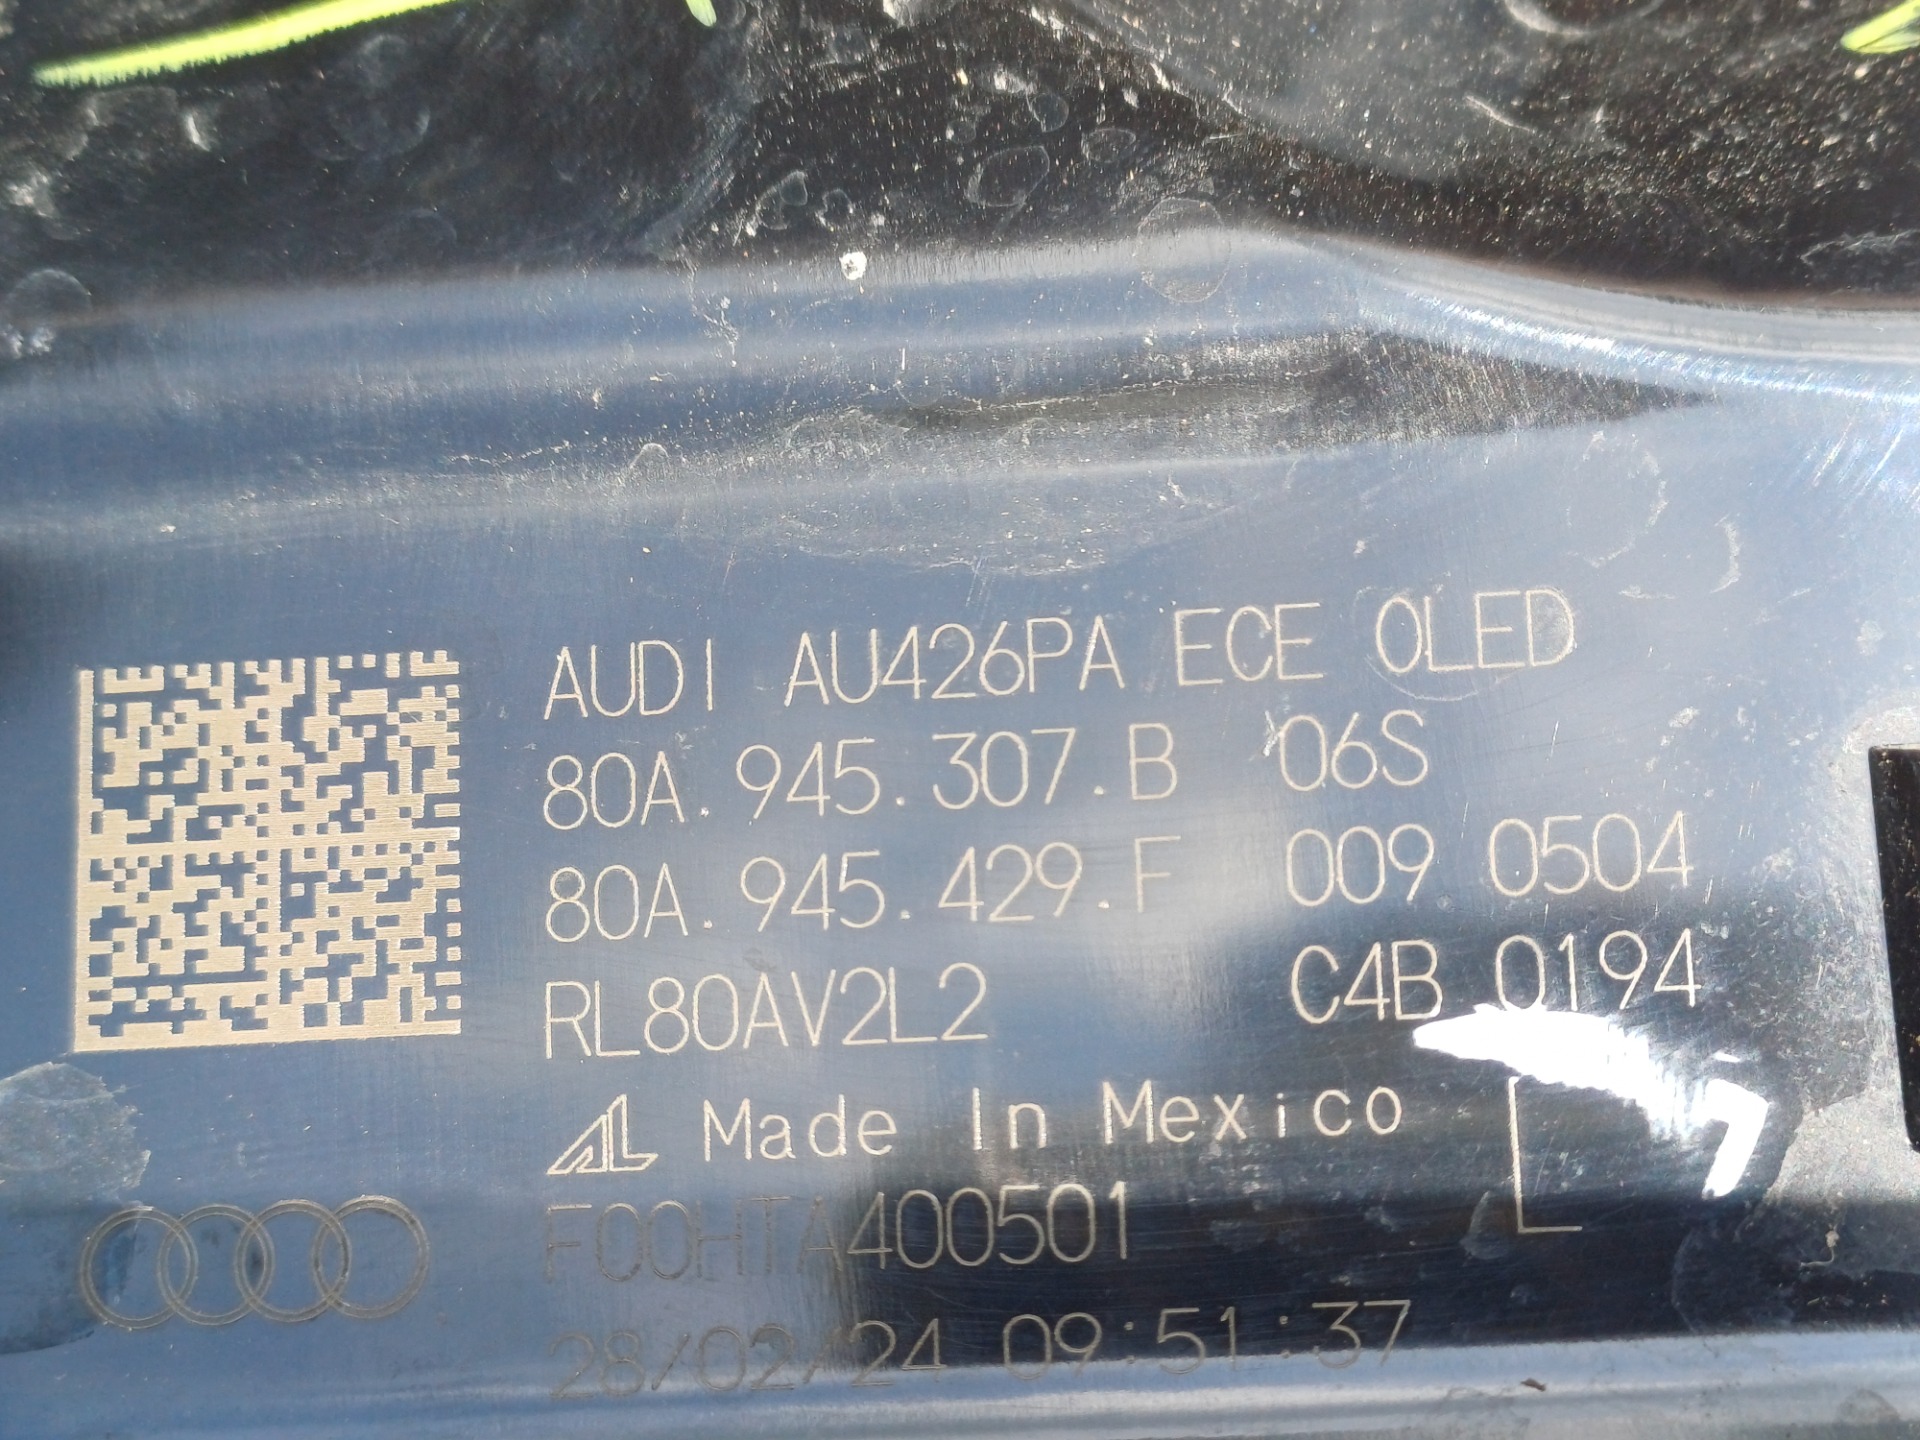 AUDI AU426PA ECE OLED
80A.945.307.B 06S
80A.945.429.F 009 0504
RL80AV2L2 C4B 0194
AL Made In Mexico L
F00HTA400501
28/02/24 09:51:37